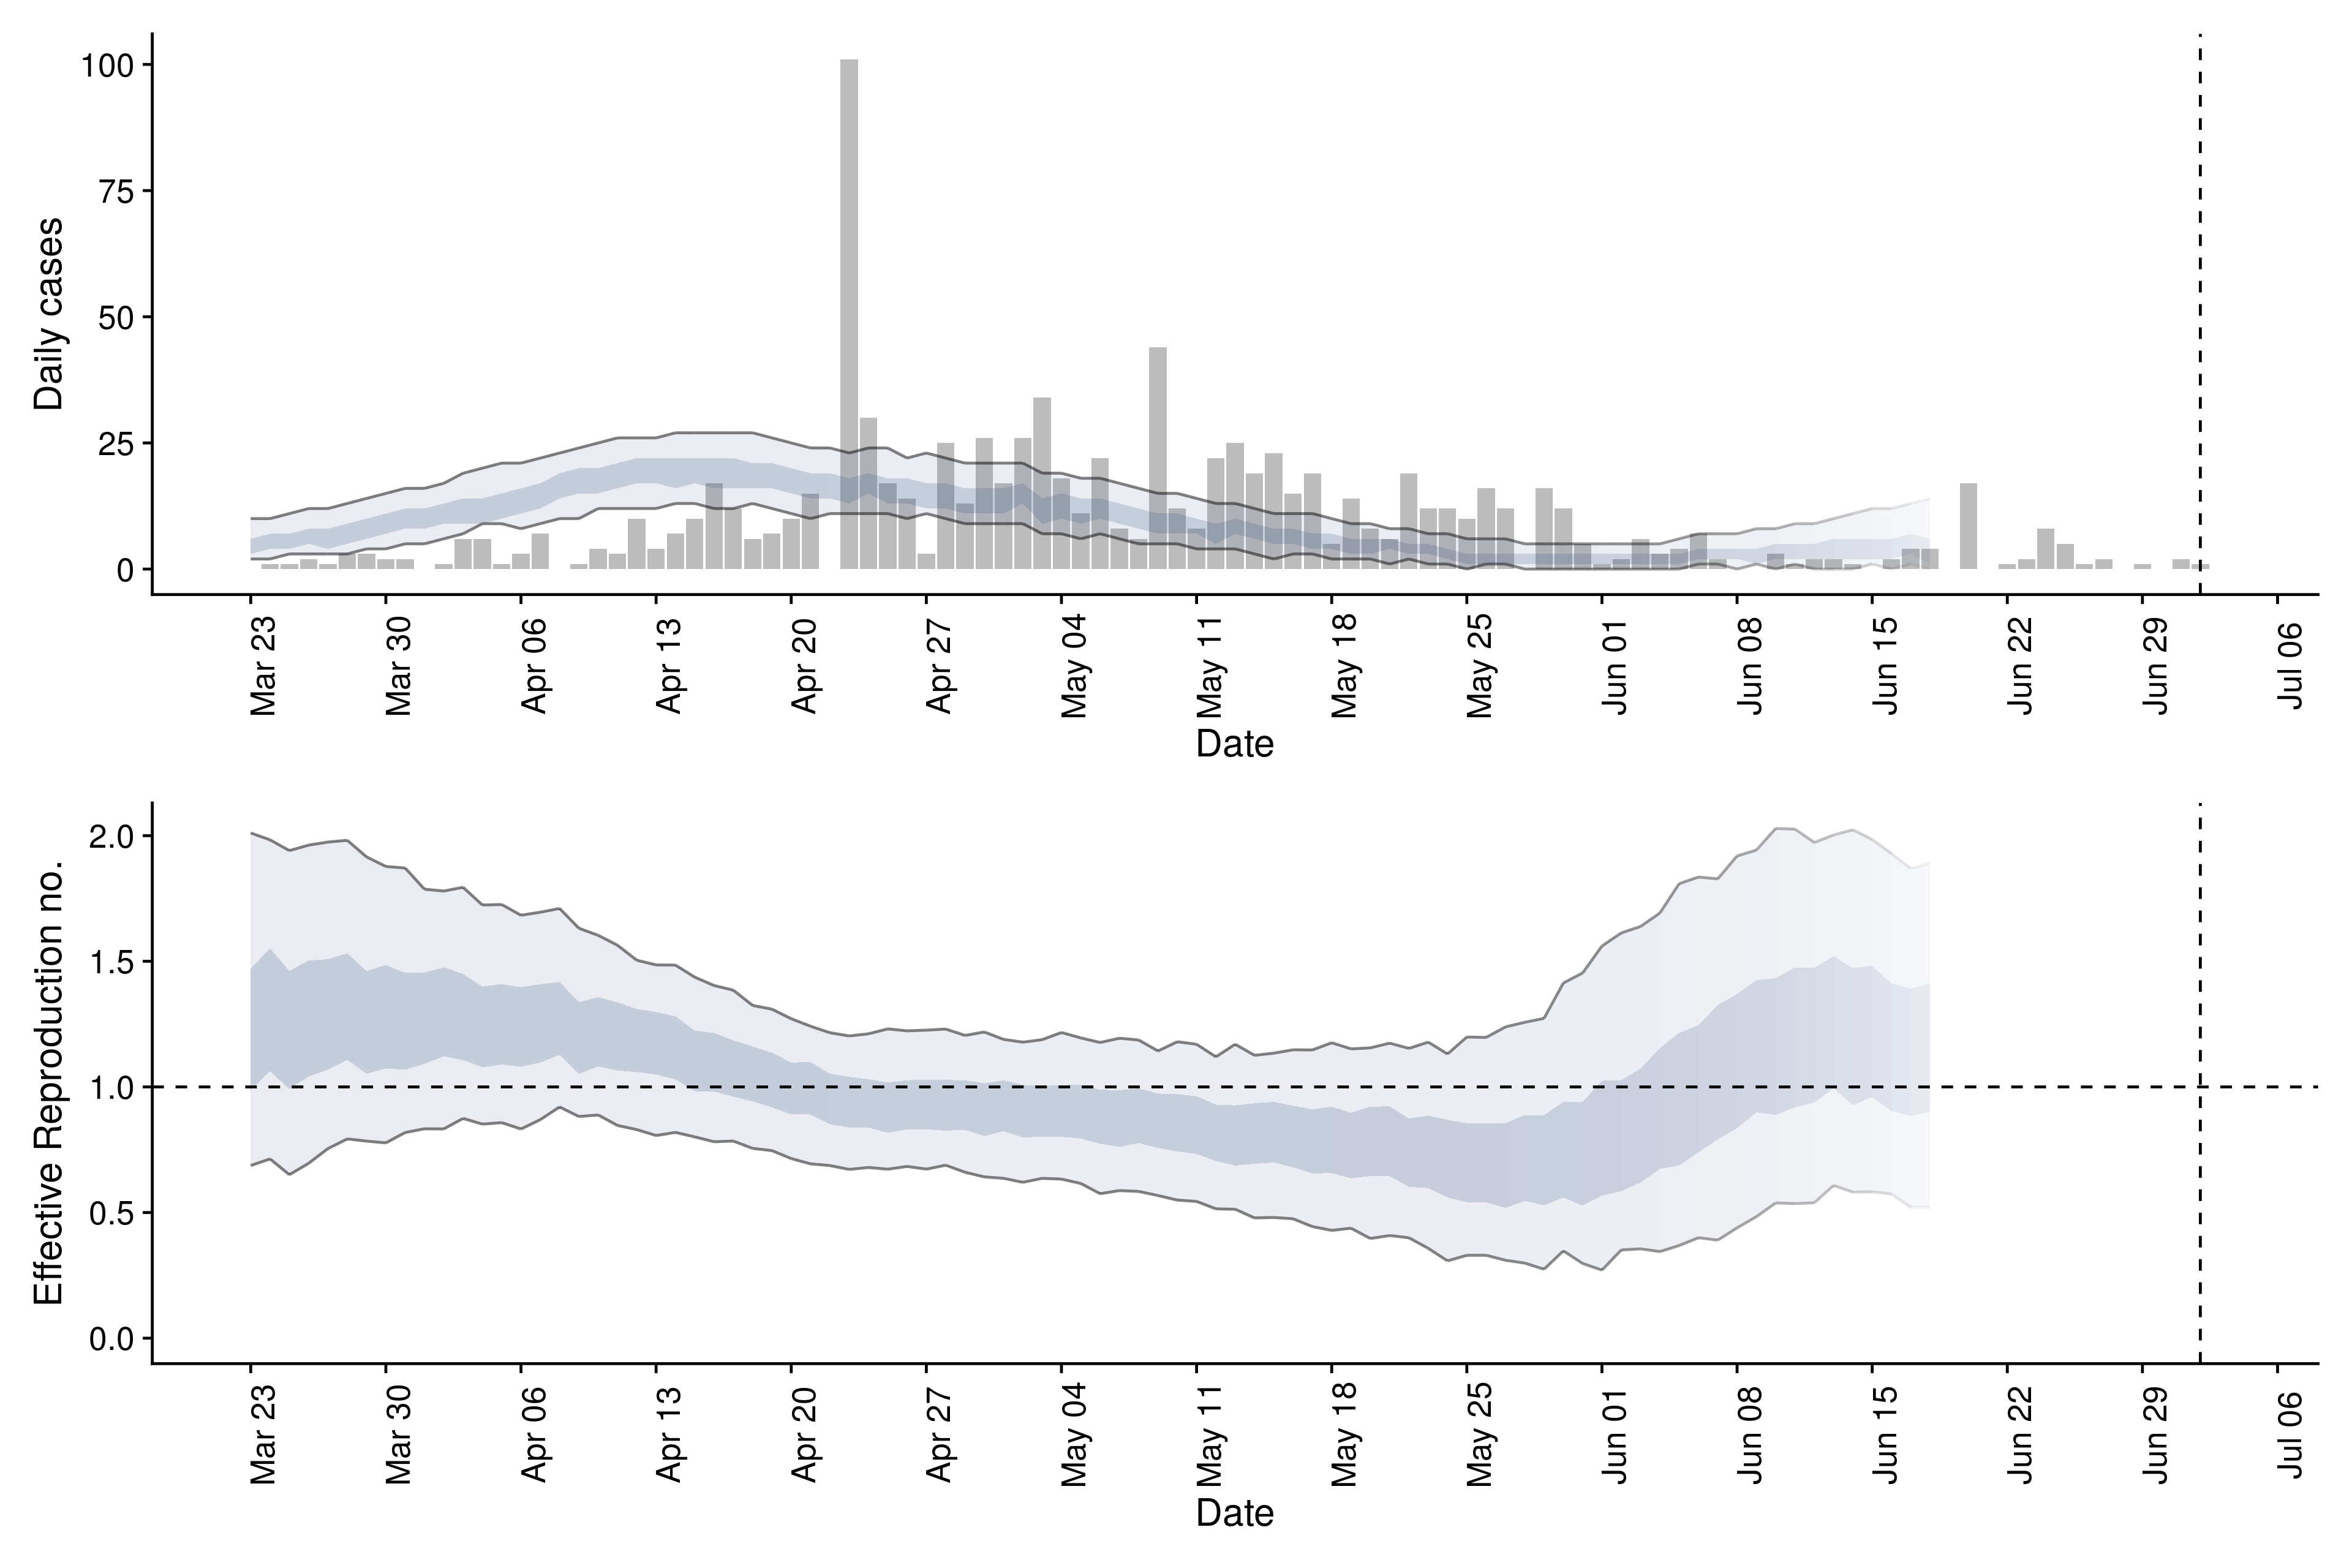 Daily cases
100
75
50
25
0
Mar 23
Mar 30
Apr 06
Apr 13
Apr 20
Apr 27
May 04
May 11
May 18
May 25
Jun 01
Jun 08
Jun 15
Jun 22
Jun 29
Jul 06
Date
Effective Reproduction no.
2.0
1.5
1.0
0.5
0.0
Mar 23
Mar 30
Apr 06
Apr 13
Apr 20
Apr 27
May 04
May 11
May 18
May 25
Jun 01
Jun 08
Jun 15
Jun 22
Jun 29
Jul 06
Date